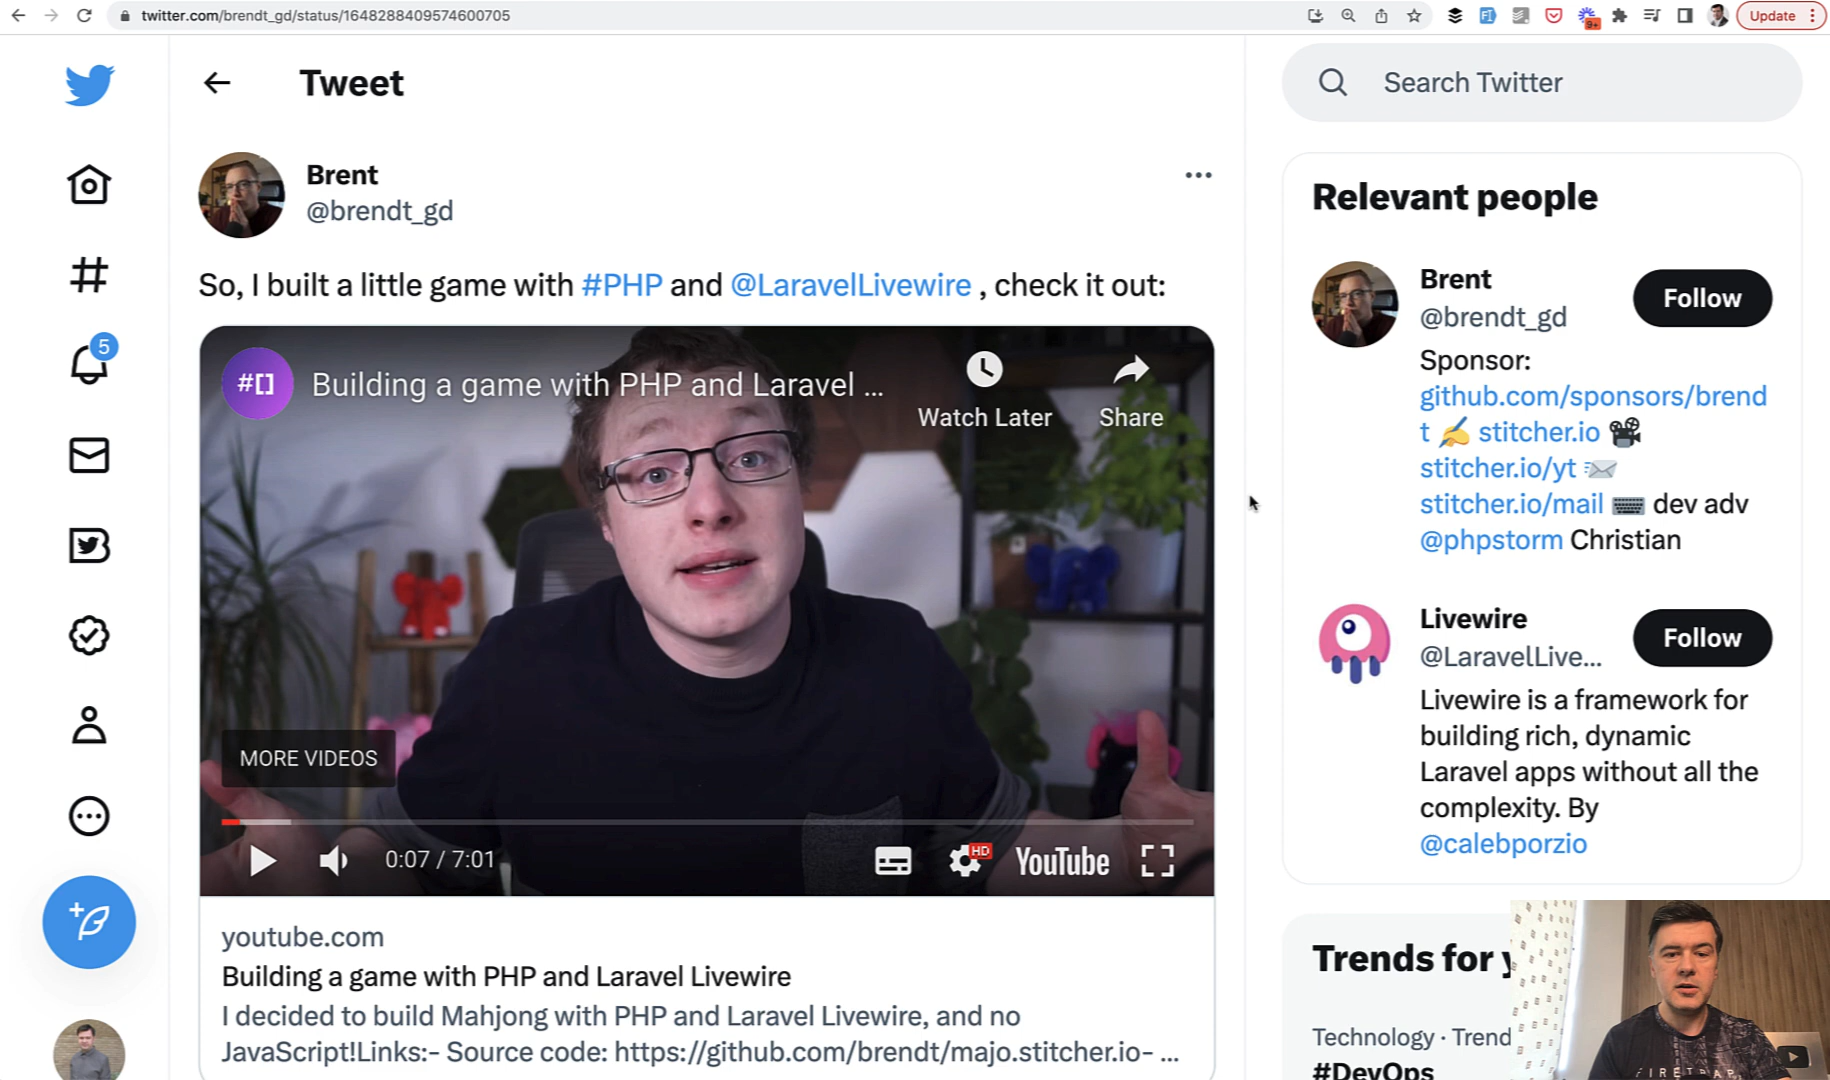 twitter.com/brendt_gd/status/1648288409574600705
9+
Update
Tweet
Search Twitter
Brent
@brendt_gd
So, I built a little game with #PHP and @LaravelLivewire , check it out:
#[]
Building a game with PHP and Laravel ...
Watch Later
Share
MORE VIDEOS
0:07 / 7:01
HD
YouTube
youtube.com
Building a game with PHP and Laravel Livewire
I decided to build Mahjong with PHP and Laravel Livewire, and no
JavaScript!Links:- Source code: https://github.com/brendt/majo.stitcher.io- ...
5
Relevant people
Brent
Follow
@brendt_gd
Sponsor:
github.com/sponsors/brend
t ✍️ stitcher.io 🎥
stitcher.io/yt 📨
stitcher.io/mail ⌨️ dev adv
@phpstorm Christian
Livewire
Follow
@LaravelLive...
Livewire is a framework for
building rich, dynamic
Laravel apps without all the
complexity. By
@calebporzio
Trends for y
Technology · Trend
#DevOps
FIRETRAP